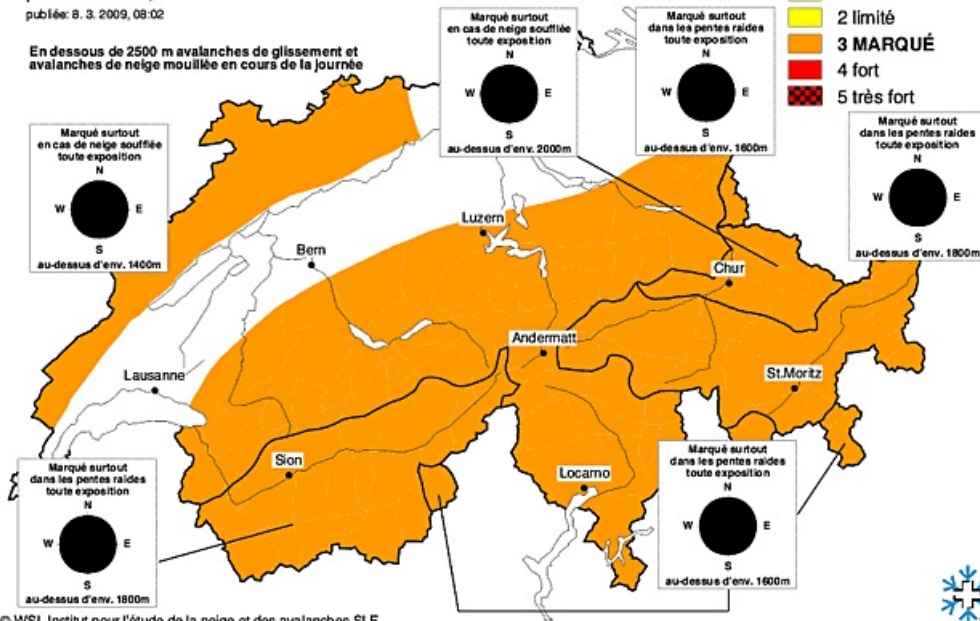 publiée: 8. 3. 2009, 08:02
En dessous de 2500 m avalanches de glissement et
avalanches de neige mouillée en cours de la journée
2 limité
3 MARQUÉ
4 fort
5 très fort
Marqué surtout
en cas de neige soufflée
toute exposition
N
W E
S
au-dessus d'env. 2000m
Marqué surtout
dans les pentes raides
toute exposition
N
W E
S
au-dessus d'env. 1600m
Marqué surtout
dans les pentes raides
toute exposition
N
W E
S
au-dessus d'env. 1800m
Marqué surtout
en cas de neige soufflée
toute exposition
N
W E
S
au-dessus d'env. 1400m
Luzern
Bern
Chur
Andermatt
Lausanne
St.Moritz
Sion
Locarno
Marqué surtout
dans les pentes raides
toute exposition
N
W E
S
au-dessus d'env. 1600m
Marqué surtout
dans les pentes raides
toute exposition
N
W E
S
au-dessus d'env. 1800m
© WSL Institut pour l'étude de la neige et des avalanches SLF